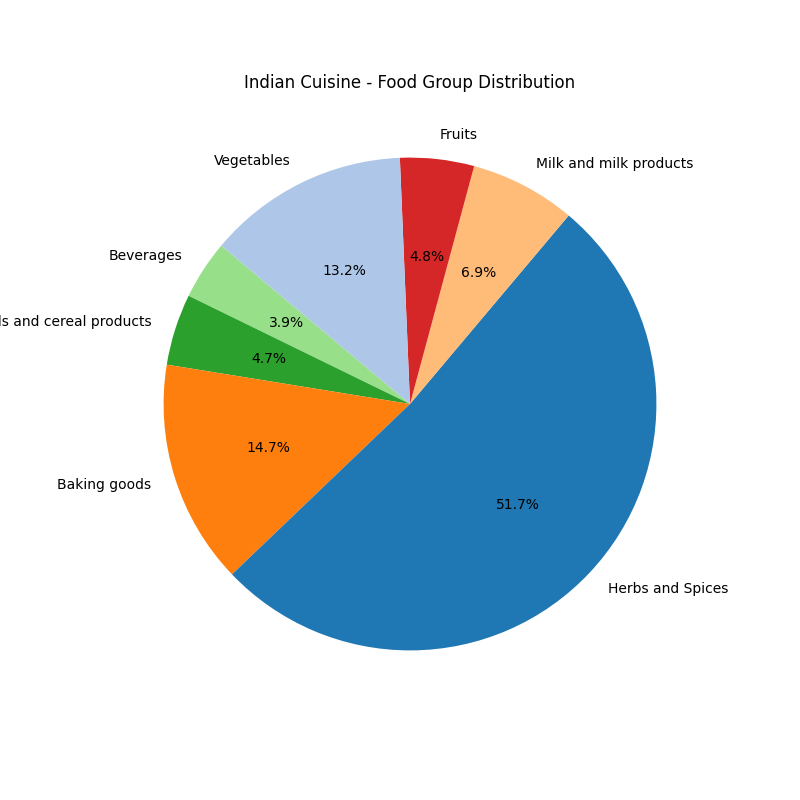 Indian Cuisine - Food Group Distribution
Fruits
Milk and milk products
Vegetables
Beverages
and cereal products
Baking goods
Herbs and Spices
4.8%
6.9%
13.2%
3.9%
4.7%
14.7%
51.7%